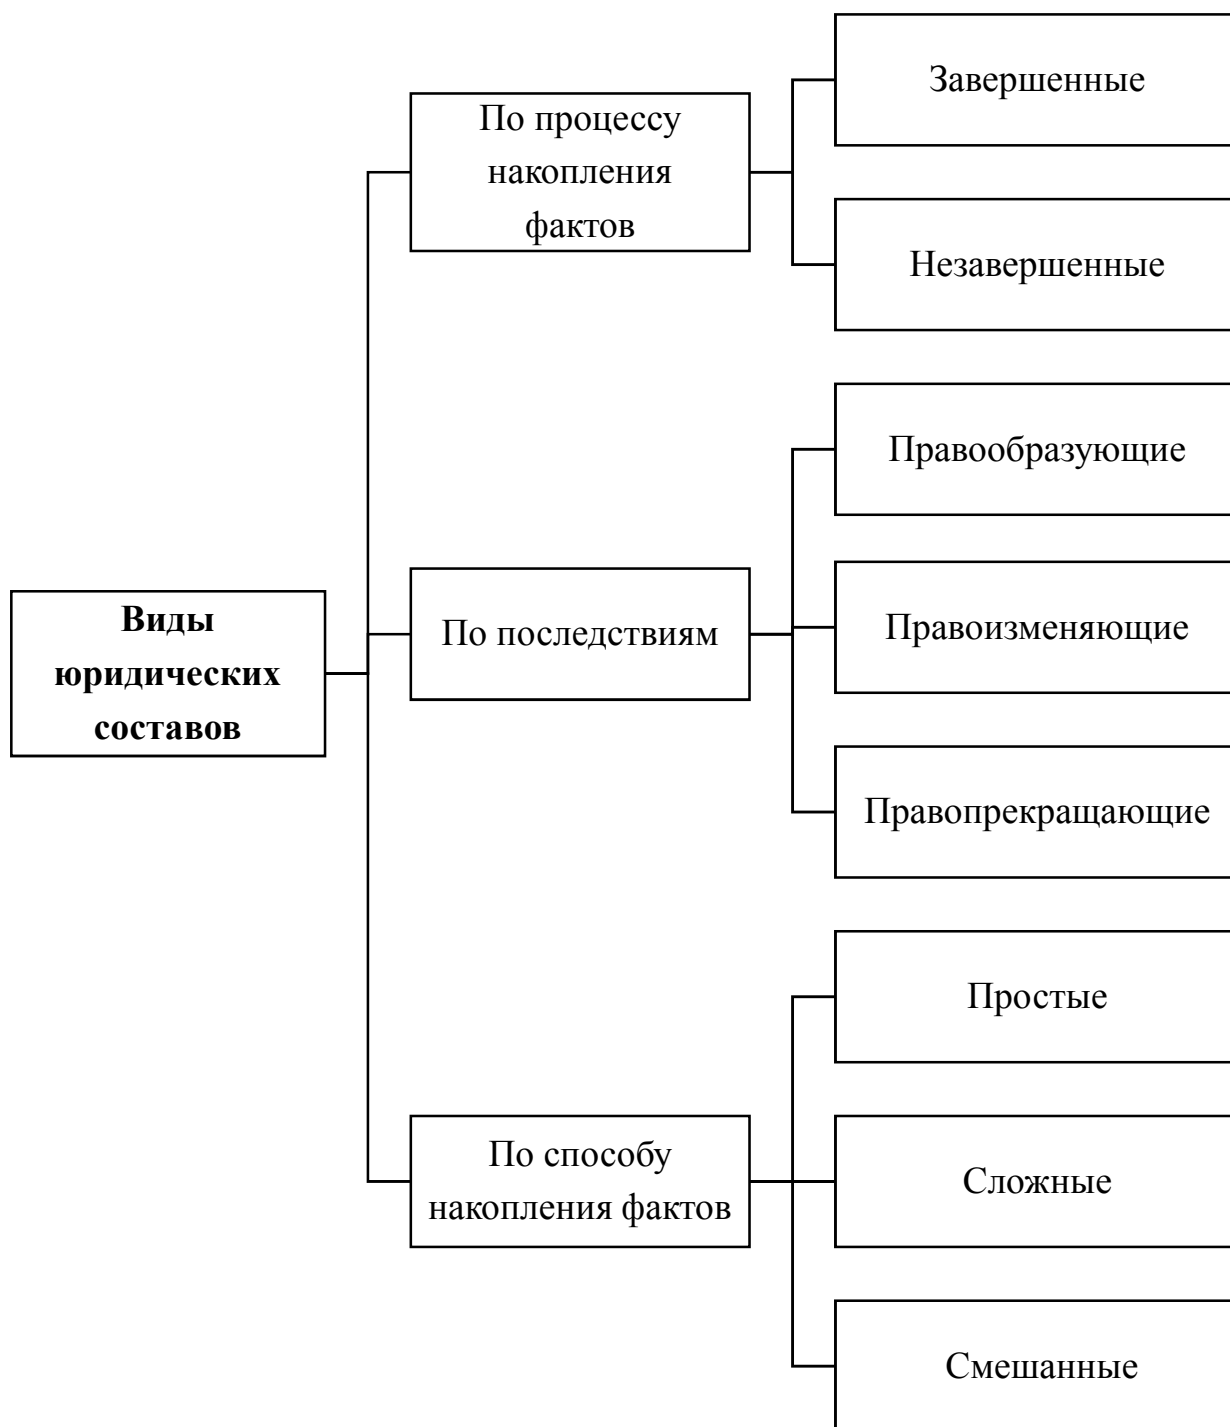 Виды
юридических
составов
По процессу
накопления
фактов
Завершенные
Незавершенные
По последствиям
Правообразующие
Правоизменяющие
Правопрекращающие
По способу
накопления фактов
Простые
Сложные
Смешанные